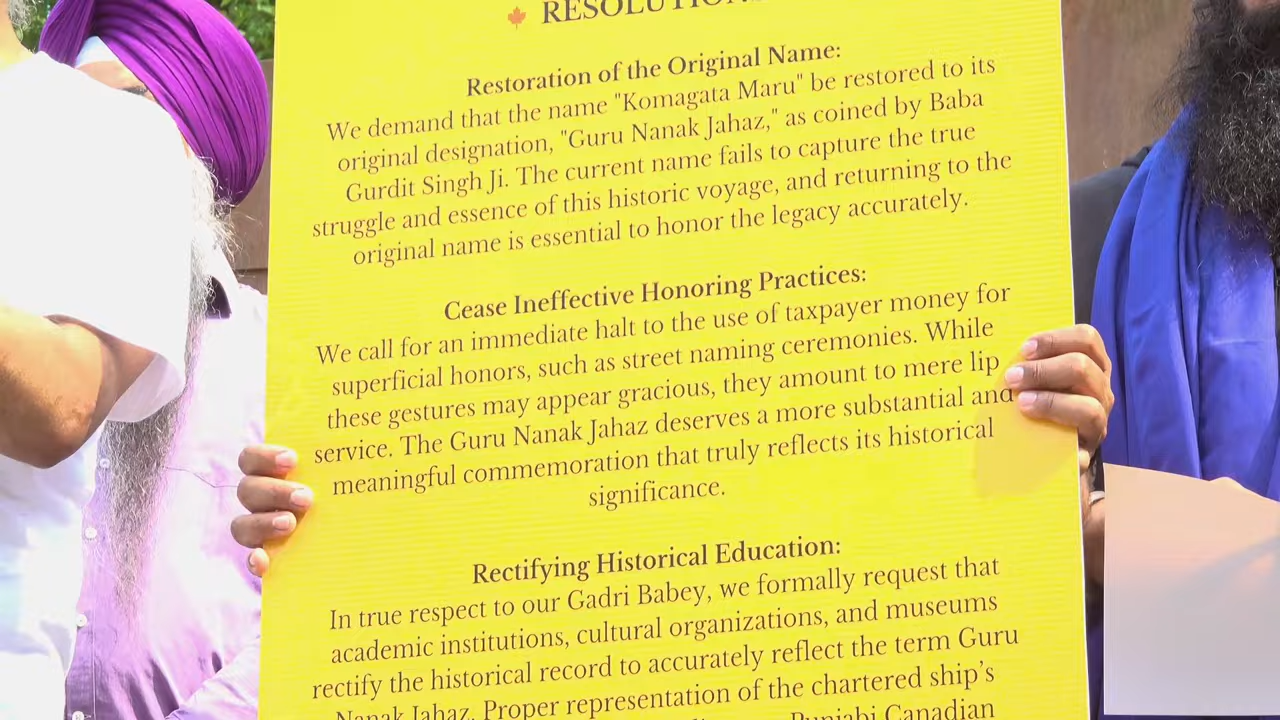 RESOLUTION
Restoration of the Original Name:
We demand that the name "Komagata Maru" be restored to its
original designation, "Guru Nanak Jahaz," as coined by Baba
Gurdit Singh Ji. The current name fails to capture the true
struggle and essence of this historic voyage, and returning to the
original name is essential to honor the legacy accurately.
Cease Ineffective Honoring Practices:
We call for an immediate halt to the use of taxpayer money for
superficial honors, such as street naming ceremonies. While
these gestures may appear gracious, they amount to mere lip
service. The Guru Nanak Jahaz deserves a more substantial and
meaningful commemoration that truly reflects its historical
significance.
Rectifying Historical Education:
In true respect to our Gadri Babey, we formally request that
academic institutions, cultural organizations, and museums
rectify the historical record to accurately reflect the term Guru
Nanak Jahaz. Proper representation of the chartered ship's
Punjabi Canadian